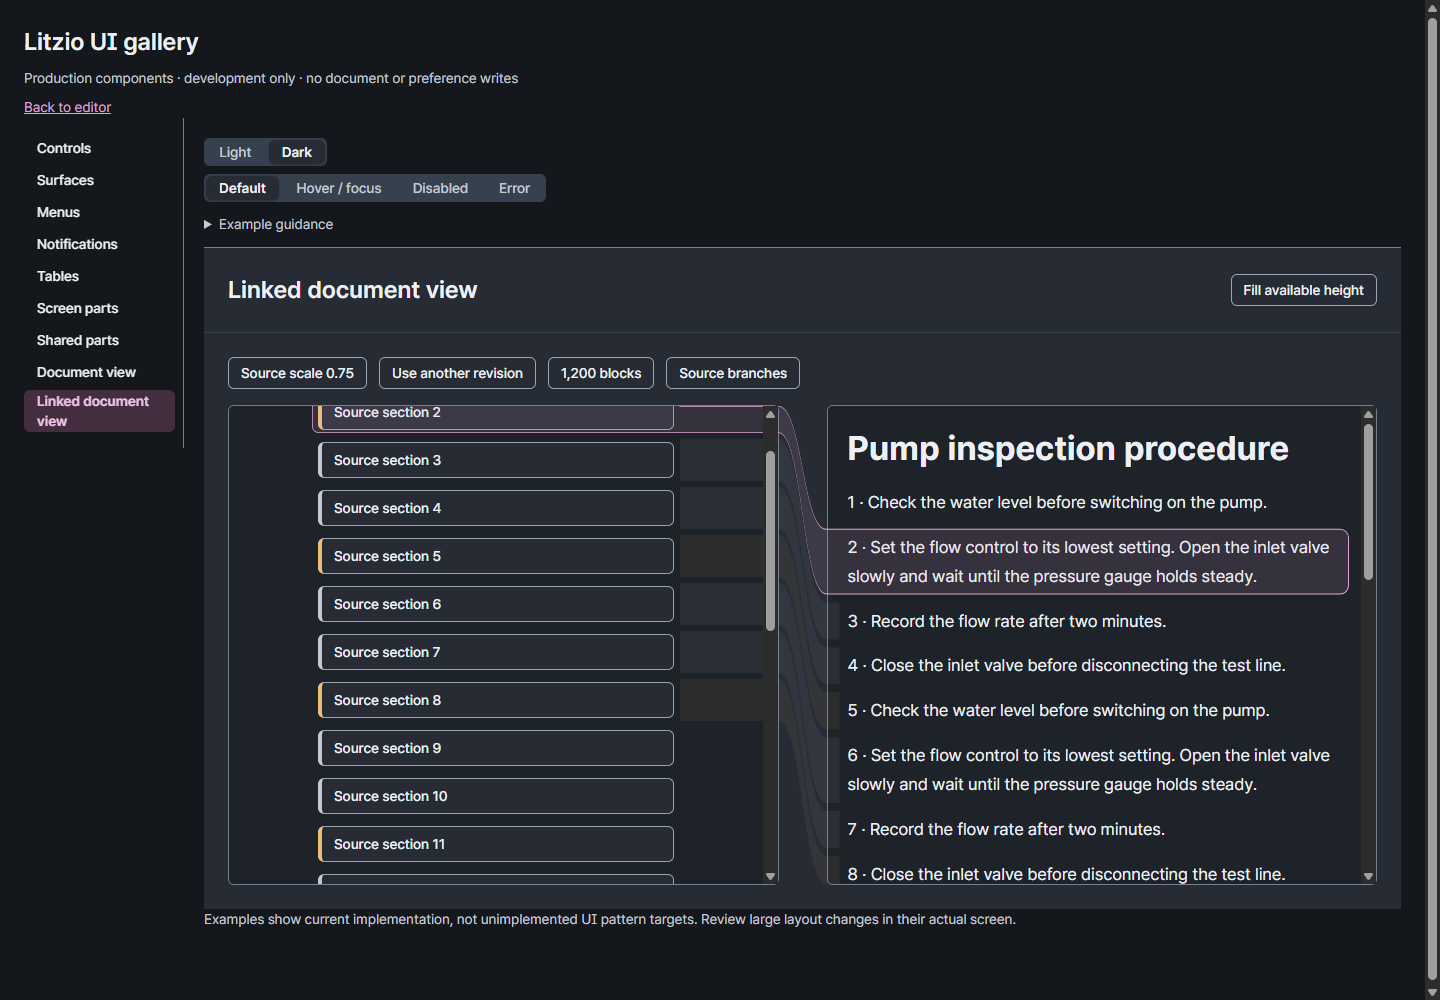 Litzio UI gallery
Production components · development only · no document or preference writes
Back to editor
Controls
Surfaces
Menus
Notifications
Tables
Screen parts
Shared parts
Document view
Linked document
view
Light
Dark
Default
Hover / focus
Disabled
Error
Example guidance
Linked document view
Fill available height
Source scale 0.75
Use another revision
1,200 blocks
Source branches
Source section 2
Source section 3
Source section 4
Source section 5
Source section 6
Source section 7
Source section 8
Source section 9
Source section 10
Source section 11
Pump inspection procedure
1 · Check the water level before switching on the pump.
2 · Set the flow control to its lowest setting. Open the inlet valve
slowly and wait until the pressure gauge holds steady.
3 · Record the flow rate after two minutes.
4 · Close the inlet valve before disconnecting the test line.
5 · Check the water level before switching on the pump.
6 · Set the flow control to its lowest setting. Open the inlet valve
slowly and wait until the pressure gauge holds steady.
7 · Record the flow rate after two minutes.
8 · Close the inlet valve before disconnecting the test line.
Examples show current implementation, not unimplemented UI pattern targets. Review large layout changes in their actual screen.